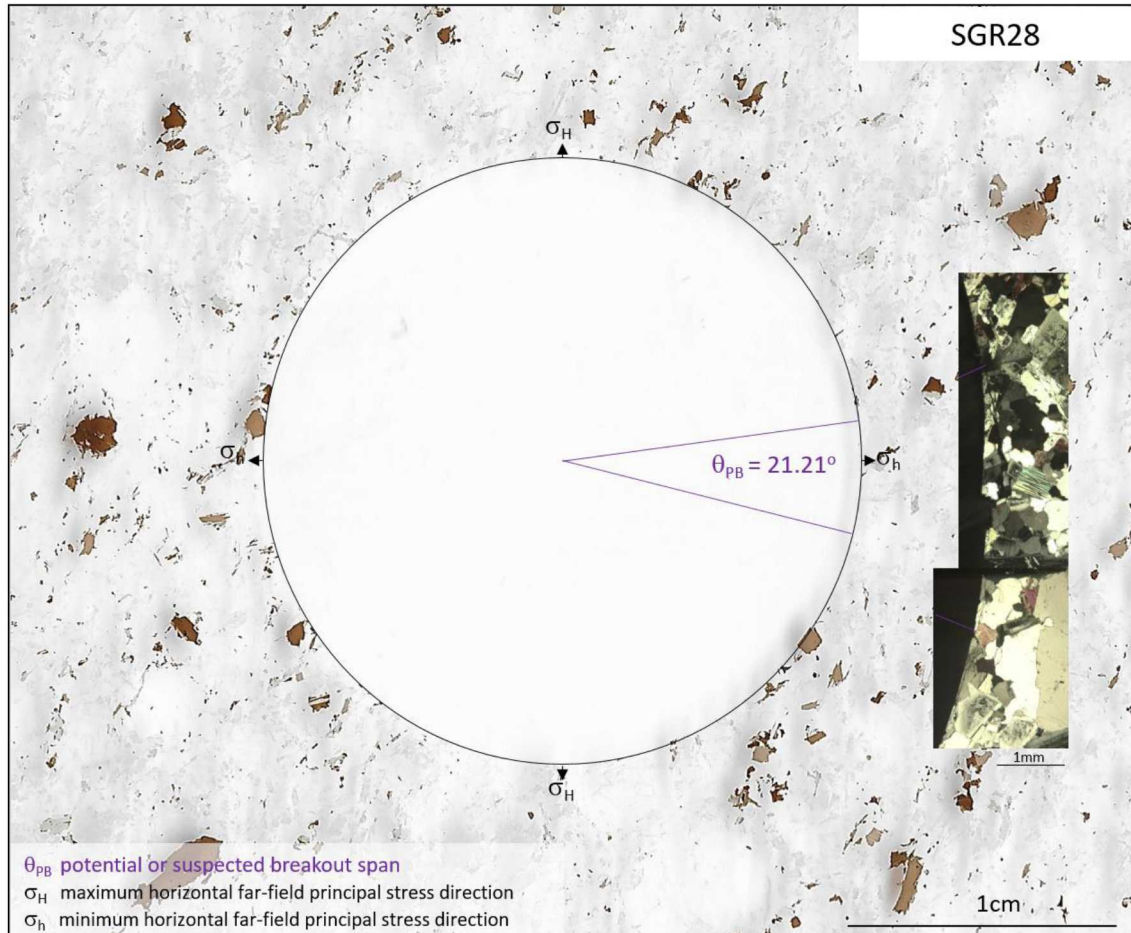 SGR28
σH
σh
θPB = 21.21°
σh
σH
1mm
θPB potential or suspected breakout span
σH maximum horizontal far-field principal stress direction
σh minimum horizontal far-field principal stress direction
1cm